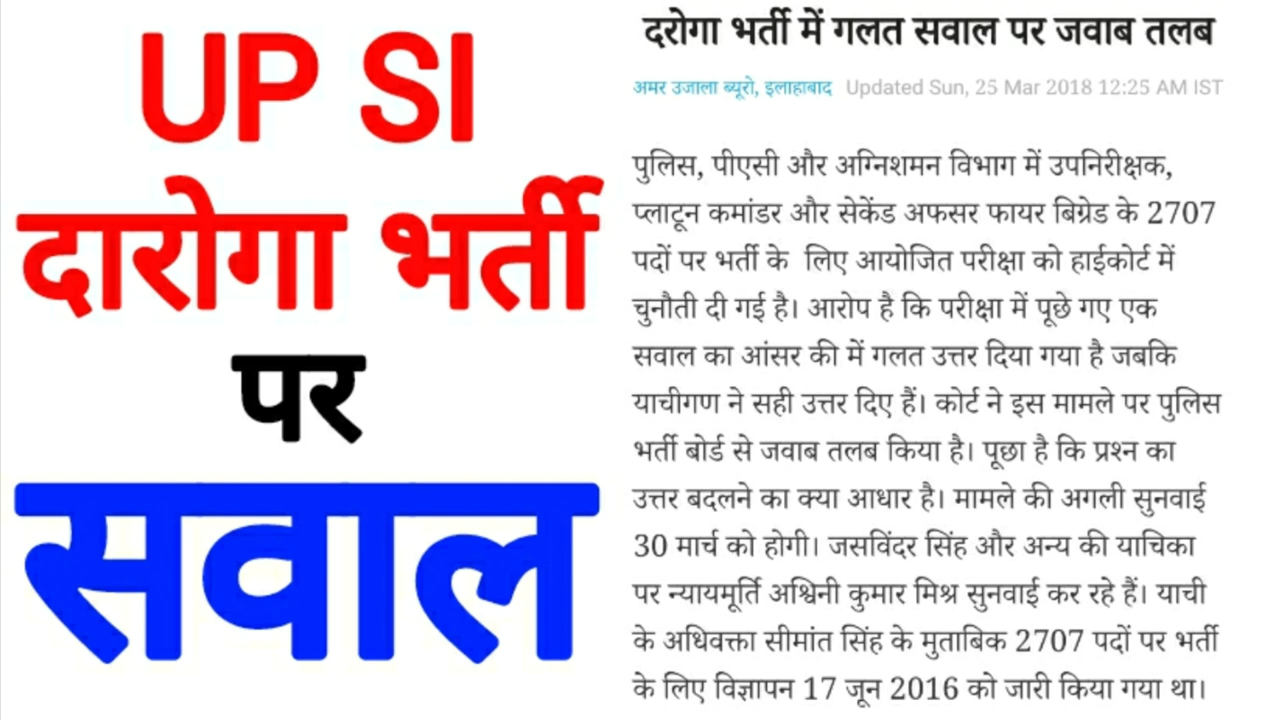 UP SI
दारोगा भर्ती
पर
सवाल
दरोगा भर्ती में गलत सवाल पर जवाब तलब
अमर उजाला ब्यूरो, इलाहाबाद Updated Sun, 25 Mar 2018 12:25 AM IST
पुलिस, पीएसी और अग्निशमन विभाग में उपनिरीक्षक,
प्लाटून कमांडर और सेकेंड अफसर फायर बिग्रेड के 2707
पदों पर भर्ती के लिए आयोजित परीक्षा को हाईकोर्ट में
चुनौती दी गई है। आरोप है कि परीक्षा में पूछे गए एक
सवाल का आंसर की में गलत उत्तर दिया गया है जबकि
याचीगण ने सही उत्तर दिए हैं। कोर्ट ने इस मामले पर पुलिस
भर्ती बोर्ड से जवाब तलब किया है। पूछा है कि प्रश्न का
उत्तर बदलने का क्या आधार है। मामले की अगली सुनवाई
30 मार्च को होगी। जसविंदर सिंह और अन्य की याचिका
पर न्यायमूर्ति अश्विनी कुमार मिश्र सुनवाई कर रहे हैं। याची
के अधिवक्ता सीमांत सिंह के मुताबिक 2707 पदों पर भर्ती
के लिए विज्ञापन 17 जून 2016 को जारी किया गया था।